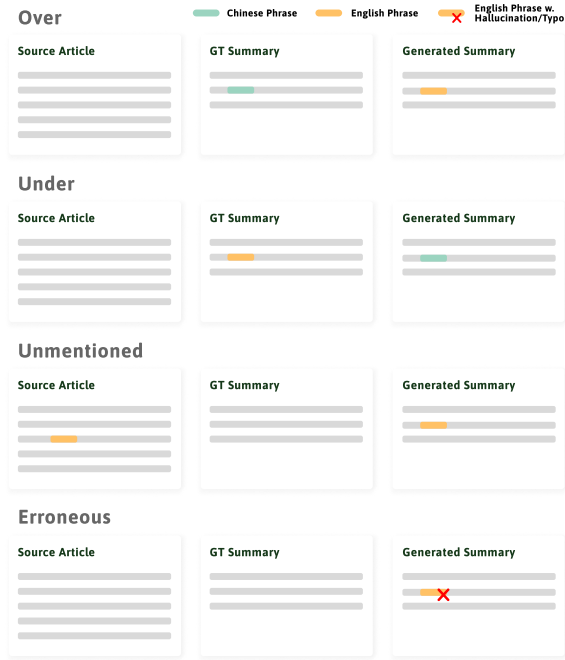 Over
Chinese Phrase
English Phrase
English Phrase w.
Hallucination/Typo
Source Article
GT Summary
Generated Summary
Under
Source Article
GT Summary
Generated Summary
Unmentioned
Source Article
GT Summary
Generated Summary
Erroneous
Source Article
GT Summary
Generated Summary